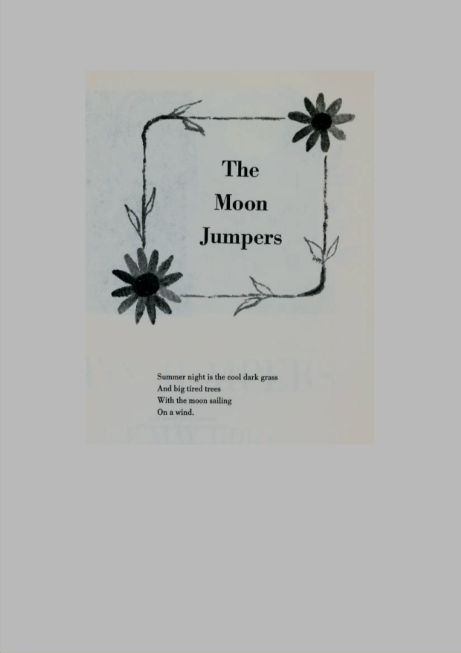 The
Moon
Jumpers
Summer night is the cool dark grass
And big tired trees
With the moon sailing
On a wind.